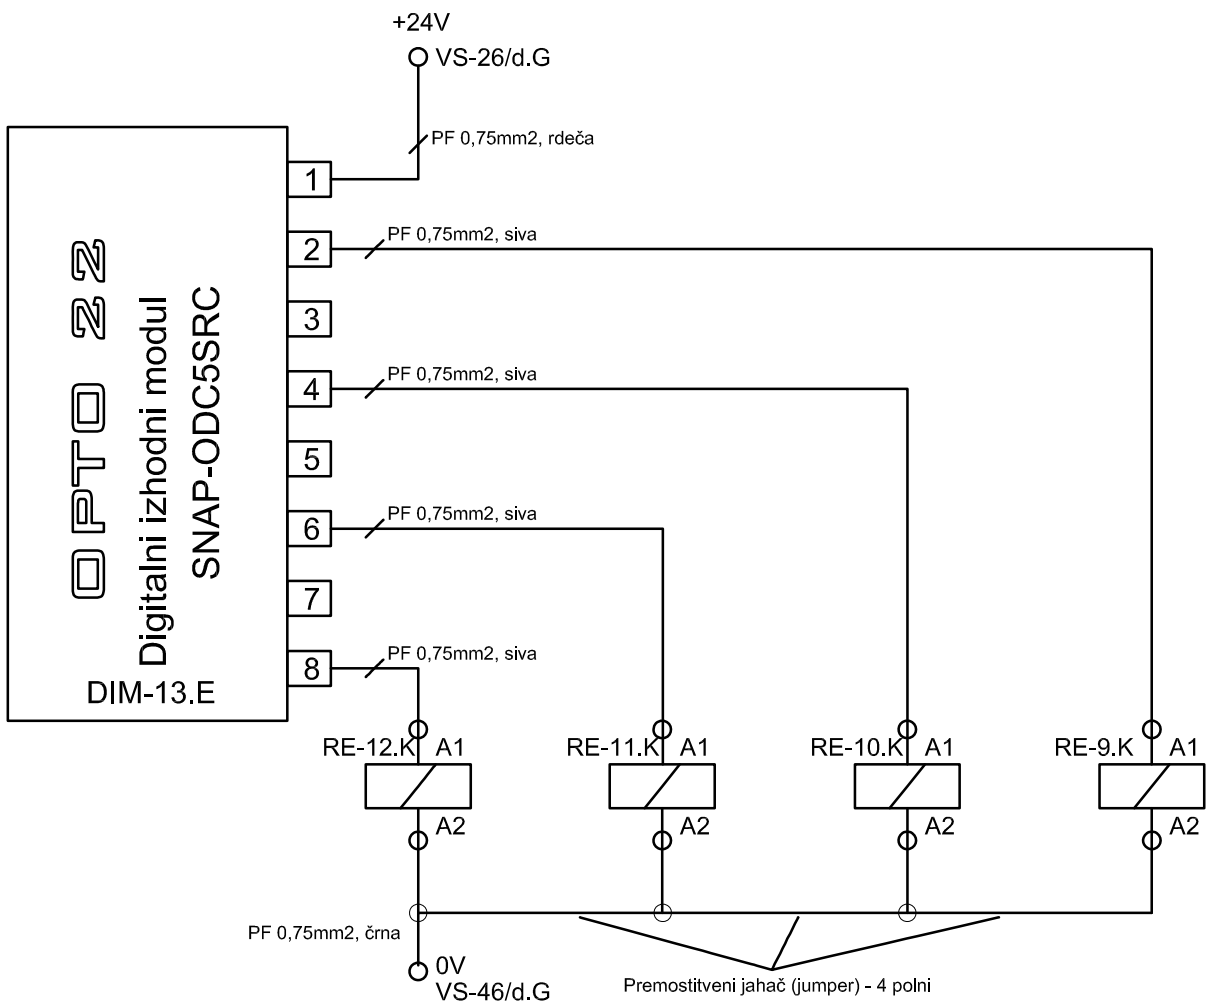 +24V
VS-26/d.G
PF 0,75mm2, rdeča
1
2
PF 0,75mm2, siva
3
4
PF 0,75mm2, siva
5
6
PF 0,75mm2, siva
7
8
PF 0,75mm2, siva
OPTO 22
Digitalni izhodni modul
SNAP-ODC5SRC
DIM-13.E
RE-12.K A1
RE-11.K A1
RE-10.K A1
RE-9.K A1
A2
A2
A2
A2
PF 0,75mm2, črna
0V
VS-46/d.G
Premostitveni jahač (jumper) - 4 polni